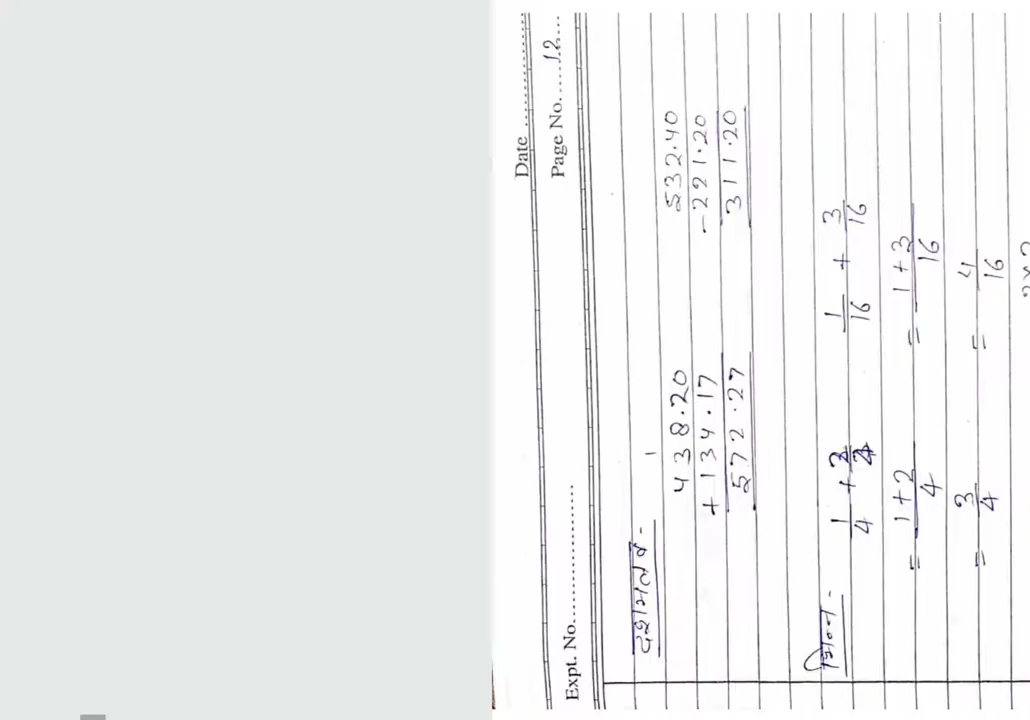 Date ..............
Expt. No...................... Page No.....12...
दशमलव -
1
438.20
+ 134.17
572.27
532.40
- 221.20
311.20
भिन्न -
1/4 + 2/4
= 1+2/4
= 3/4
1/16 + 3/16
= 1+3/16
= 4/16